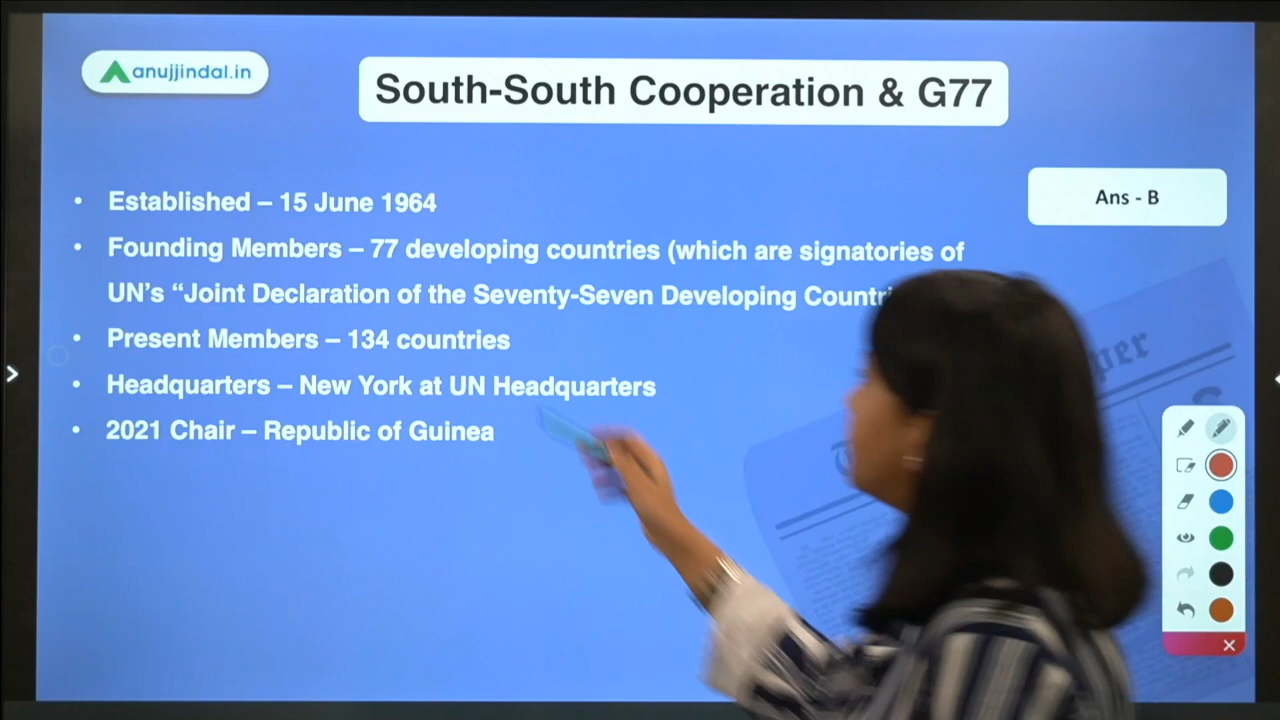 anujjindal.in
South-South Cooperation & G77
Ans - B
• Established – 15 June 1964
• Founding Members – 77 developing countries (which are signatories of
UN’s “Joint Declaration of the Seventy-Seven Developing
• Present Members – 134 countries
• Headquarters – New York at UN Headquarters
• 2021 Chair – Republic of Guinea